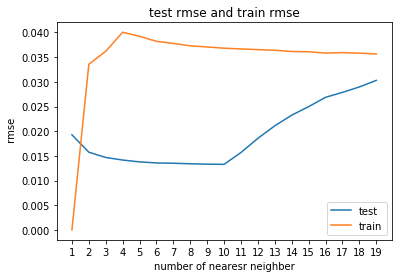 test rmse and train rmse
0.040
0.035
0.030
0.025
0.020
0.015
0.010
0.005
0.000
rmse
1 2 3 4 5 6 7 8 9 10 11 12 13 14 15 16 17 18 19
number of nearesr neighber
test
train